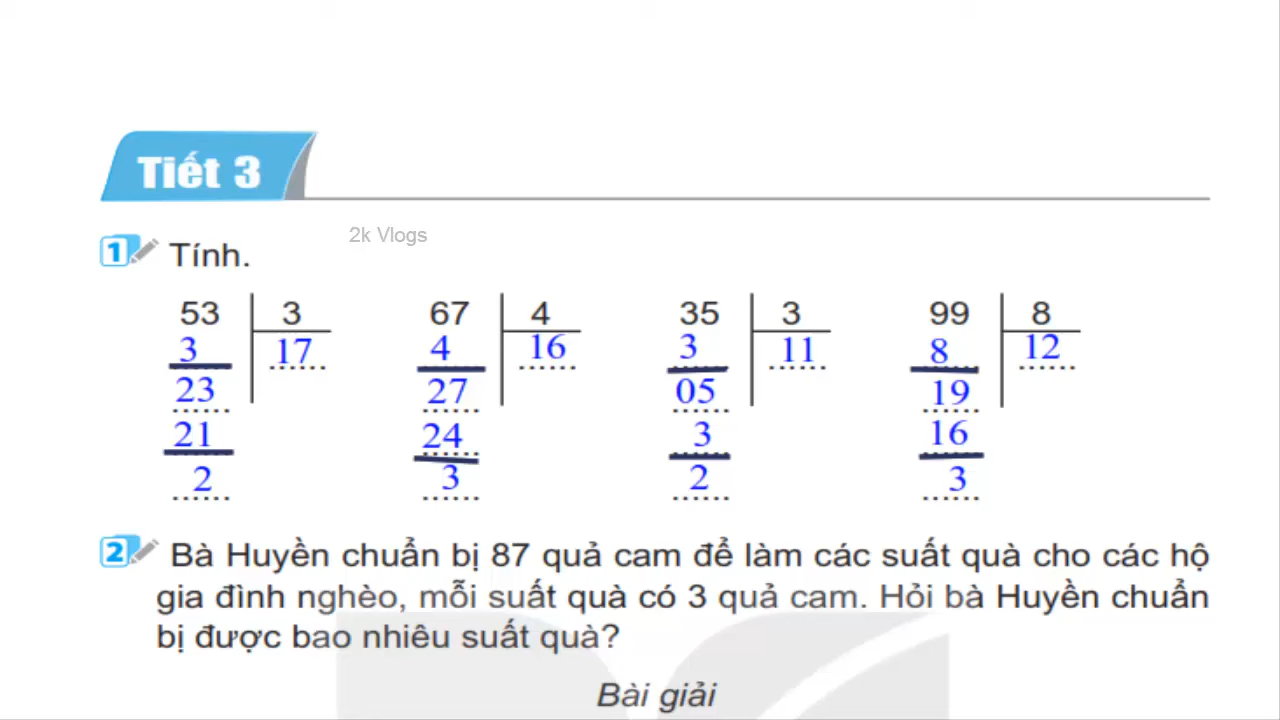 Tiết 3
2k Vlogs
1 Tính.
53 3 67 4 35 3 99 8
3 17 4 16 3 11 8 12
23 27 05 19
21 24 3 16
2 3 2 3
2 Bà Huyền chuẩn bị 87 quả cam để làm các suất quà cho các hộ
gia đình nghèo, mỗi suất quà có 3 quả cam. Hỏi bà Huyền chuẩn
bị được bao nhiêu suất quà?
Bài giải